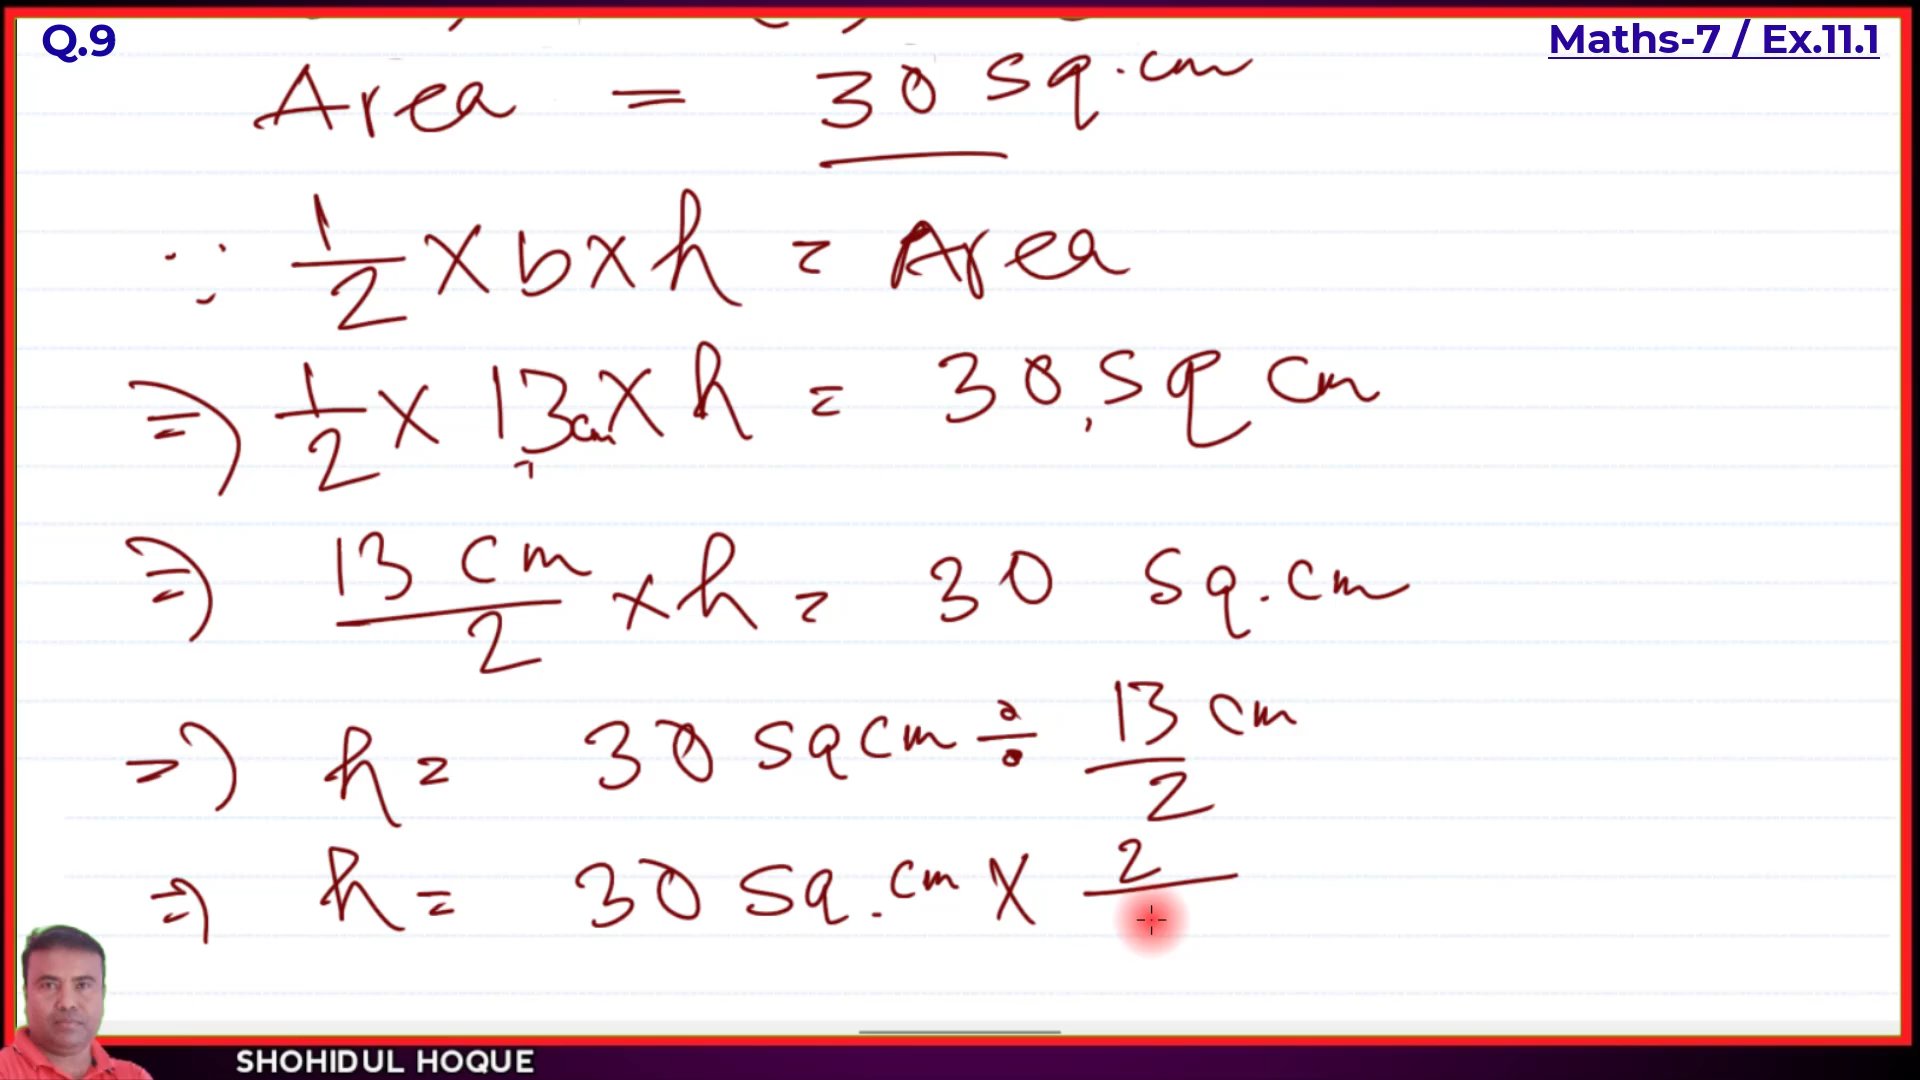 Q.9
Maths-7 / Ex.11.1
Area = 30 sq.cm
∵ 1/2 × b × h = Area
⇒ 1/2 × 13cm × h = 30 sq cm
⇒ 13 cm/2 × h = 30 sq.cm
⇒ h = 30 sq cm ÷ 13 cm/2
⇒ h = 30 sq.cm × 2/
SHOHIDUL HOQUE